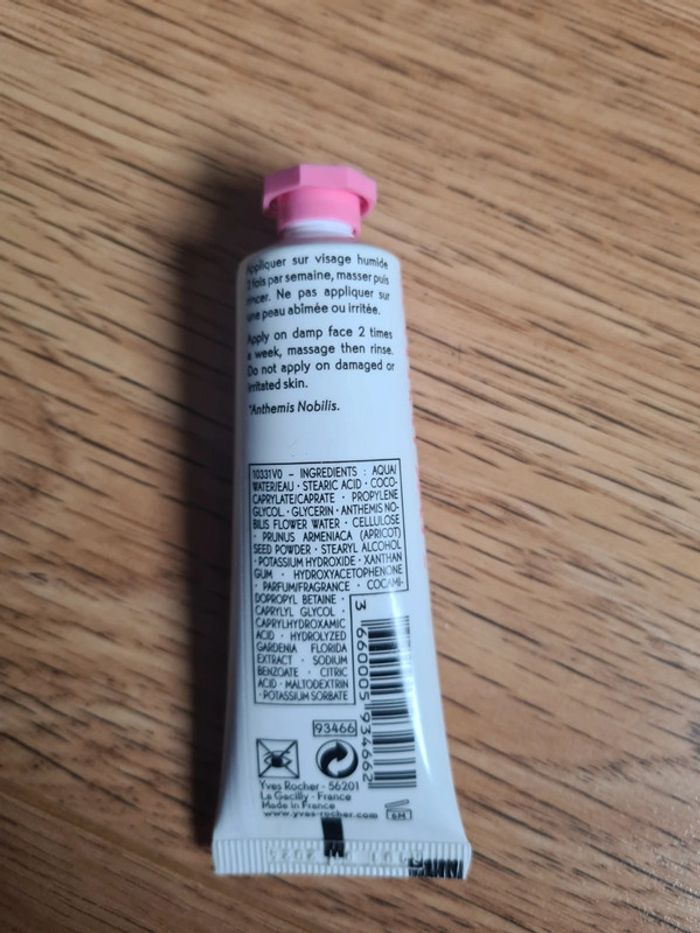 Appliquer sur visage humide
2 fois par semaine, masser puis
rincer. Ne pas appliquer sur
une peau abîmée ou irritée.
Apply on damp face 2 times
a week, massage then rinse.
Do not apply on damaged or
irritated skin.
*Anthemis Nobilis.
10331V0 - INGREDIENTS : AQUA/
WATER/EAU · STEARIC ACID · COCO-
CAPRYLATE/CAPRATE · PROPYLENE
GLYCOL · GLYCERIN · ANTHEMIS NO-
BILIS FLOWER WATER · CELLULOSE
· PRUNUS ARMENIACA (APRICOT)
SEED POWDER · STEARYL ALCOHOL
· POTASSIUM HYDROXIDE · XANTHAN
GUM · HYDROXYACETOPHENONE
· PARFUM/FRAGRANCE · COCAMI-
DOPROPYL BETAINE ·
CAPRYLYL GLYCOL ·
CAPRYLHYDROXAMIC
ACID · HYDROLYZED
GARDENIA FLORIDA
EXTRACT · SODIUM
BENZOATE · CITRIC
ACID · MALTODEXTRIN
· POTASSIUM SORBATE
3 660005 934662
93466
Yves Rocher - 56201
La Gacilly - France
Made in France
www.yves-rocher.com
6M